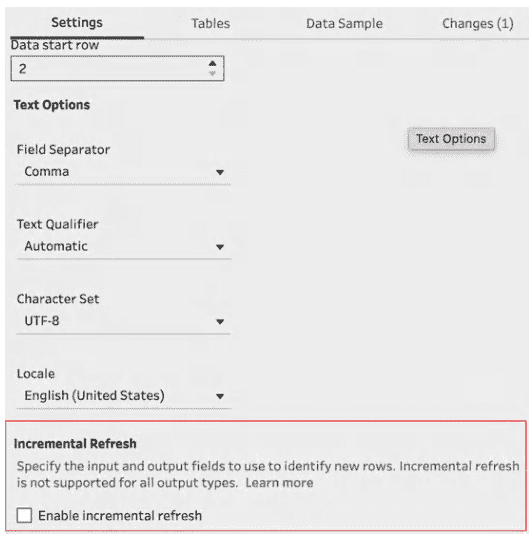 Settings Tables Data Sample Changes (1)
Data start row
2
Text Options
Text Options
Field Separator
Comma
Text Qualifier
Automatic
Character Set
UTF-8
Locale
English (United States)
Incremental Refresh
Specify the input and output fields to use to identify new rows. Incremental refresh
is not supported for all output types. Learn more
Enable incremental refresh